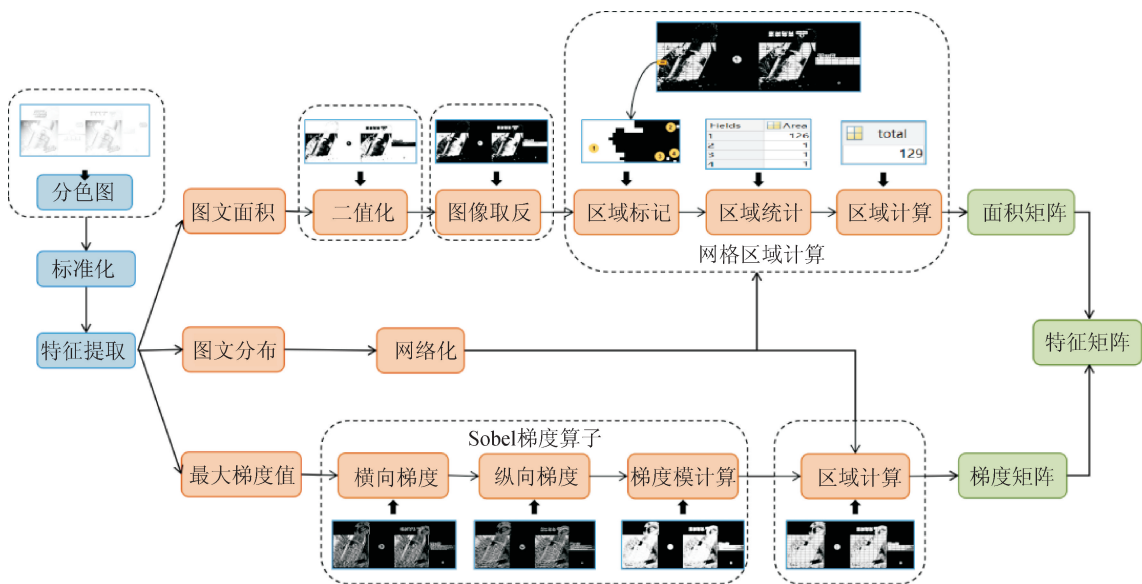 2
1
3
4
Fields
Area
1
126
2
1
3
1
4
1
total
129
分色图
图文面积
二值化
图像取反
区域标记
区域统计
区域计算
面积矩阵
网格区域计算
标准化
特征提取
图文分布
网络化
特征矩阵
Sobel梯度算子
最大梯度值
横向梯度
纵向梯度
梯度模计算
区域计算
梯度矩阵